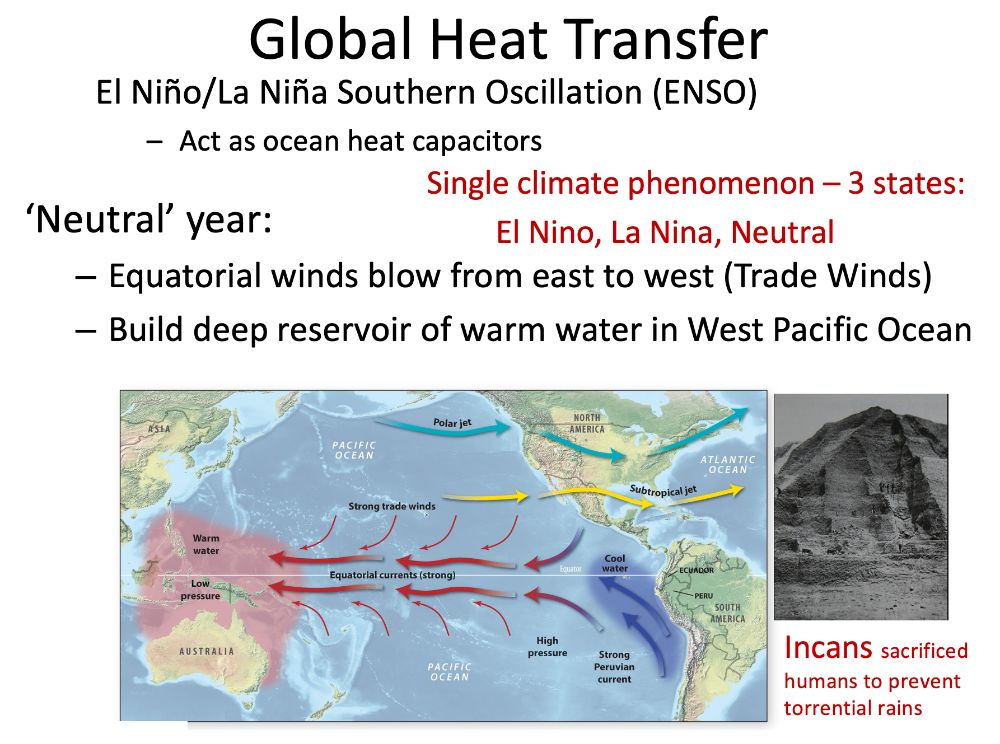 Global Heat Transfer
El Niño/La Niña Southern Oscillation (ENSO)
– Act as ocean heat capacitors
Single climate phenomenon – 3 states:
El Nino, La Nina, Neutral
‘Neutral’ year:
– Equatorial winds blow from east to west (Trade Winds)
– Build deep reservoir of warm water in West Pacific Ocean
ASIA
PACIFIC
OCEAN
Polar jet
NORTH
AMERICA
ATLANTIC
OCEAN
Subtropical jet
Strong trade winds
Warm
water
Low
pressure
Equatorial currents (strong)
Equator
Cool
water
ECUADOR
PERU
SOUTH
AMERICA
AUSTRALIA
PACIFIC
OCEAN
High
pressure
Strong
Peruvian
current
Incans sacrificed
humans to prevent
torrential rains